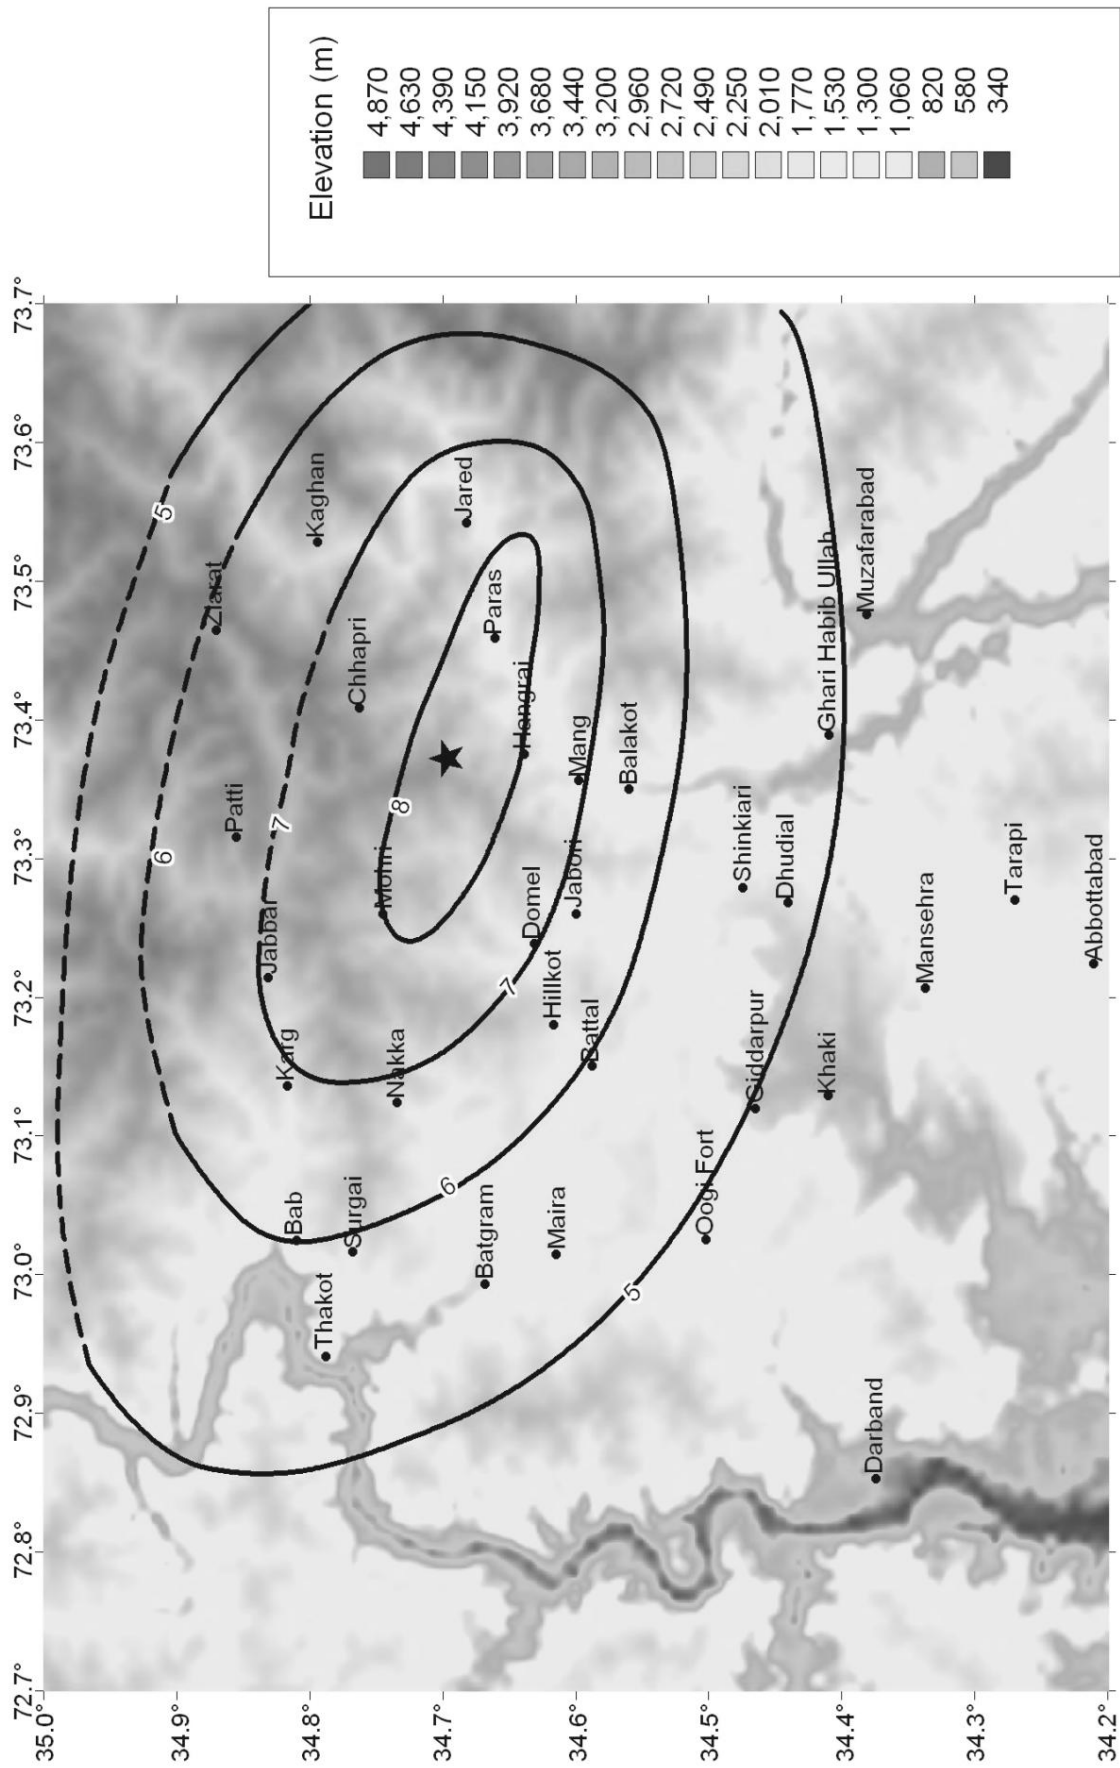 35.0°
34.9°
34.8°
34.7°
34.6°
34.5°
34.4°
34.3°
34.2°
72.7°
72.8°
72.9°
73.0°
73.1°
73.2°
73.3°
73.4°
73.5°
73.6°
73.7°
5
6
7
8
7
6
5
Ziarat
Kaghan
Patti
Chhapri
Jared
Jabbar
Mohri
Paras
Karg
Hangrai
Nakka
Domel
Mang
Bab
Hillkot
Jabori
Balakot
Surgai
Battal
Thakot
Batgram
Maira
Shinkiari
Dhudial
Ghari Habib Ullah
Muzafarabad
Oogi Fort
Giddarpur
Khaki
Mansehra
Tarapi
Darband
Abbottabad
Elevation (m)
4,870
4,630
4,390
4,150
3,920
3,680
3,440
3,200
2,960
2,720
2,490
2,250
2,010
1,770
1,530
1,300
1,060
820
580
340